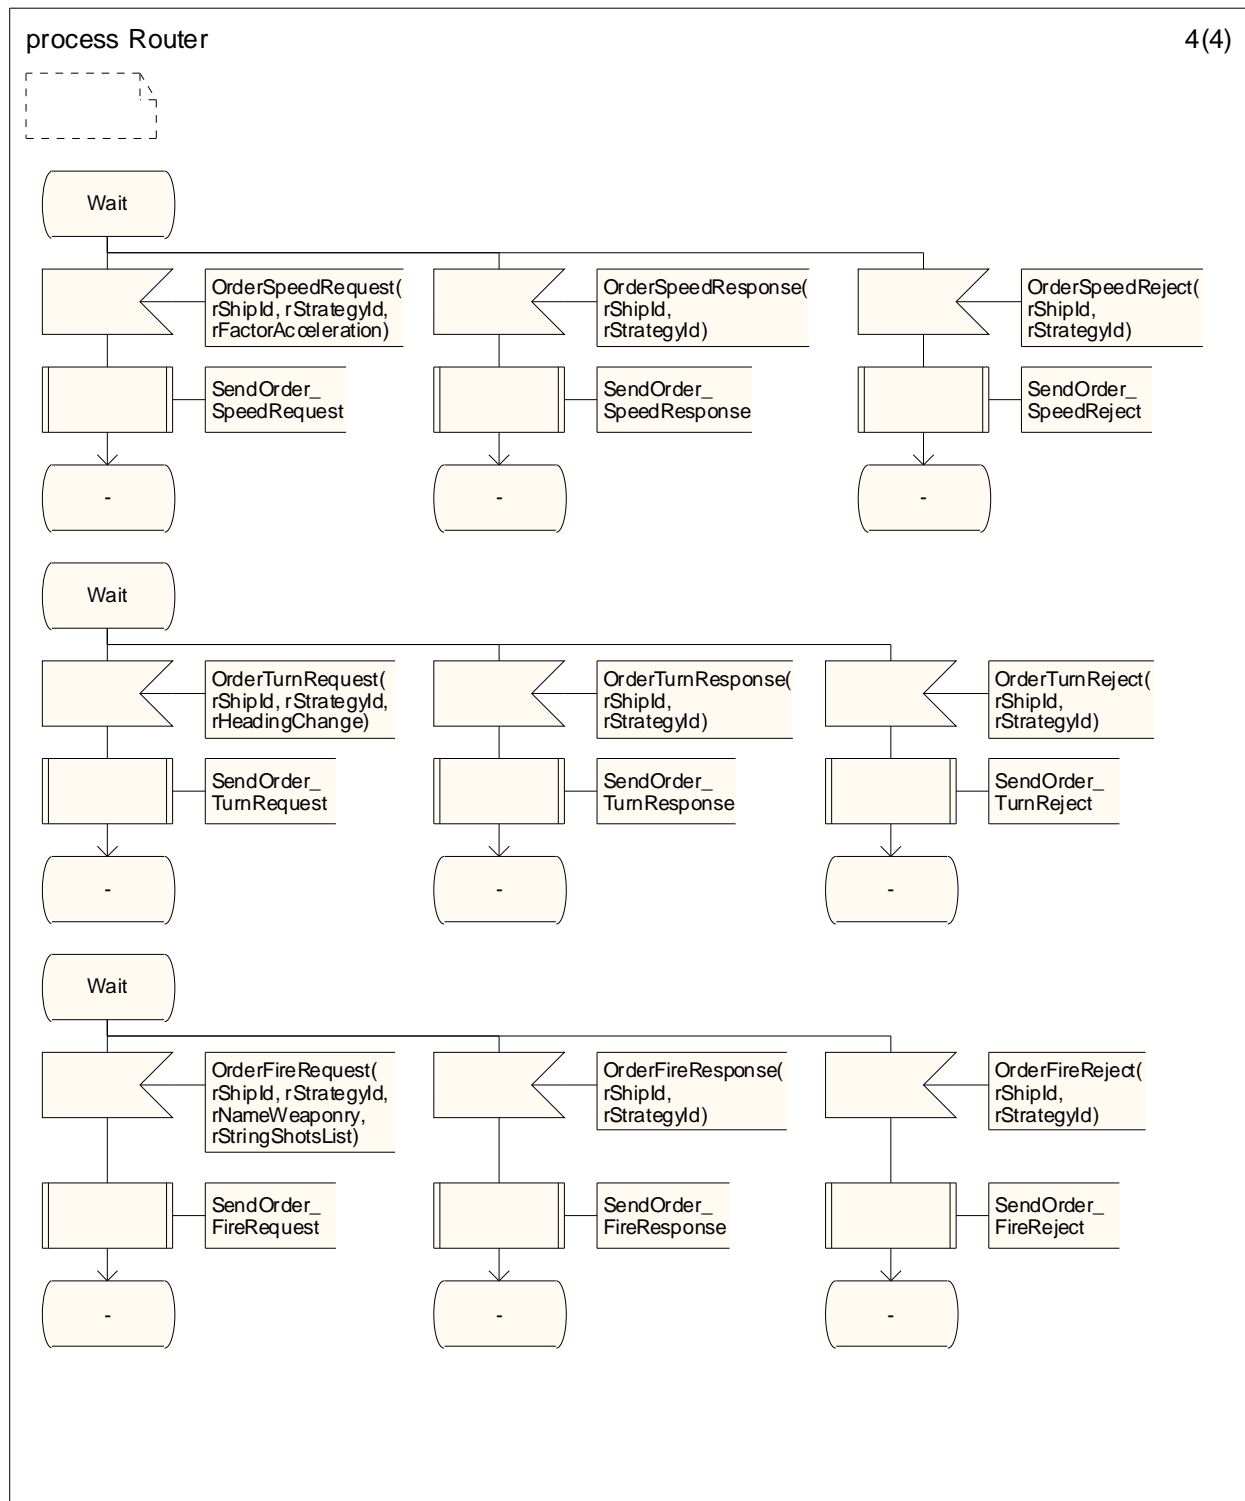 process Router
4(4)
Wait
OrderSpeedRequest(
rShipId, rStrategyId,
rFactorAcceleration)
OrderSpeedResponse(
rShipId,
rStrategyId)
OrderSpeedReject(
rShipId,
rStrategyId)
SendOrder_
SpeedRequest
SendOrder_
SpeedResponse
SendOrder_
SpeedReject
-
-
-
Wait
OrderTurnRequest(
rShipId, rStrategyId,
rHeadingChange)
OrderTurnResponse(
rShipId,
rStrategyId)
OrderTurnReject(
rShipId,
rStrategyId)
SendOrder_
TurnRequest
SendOrder_
TurnResponse
SendOrder_
TurnReject
-
-
-
Wait
OrderFireRequest(
rShipId, rStrategyId,
rNameWeaponry,
rStringShotsList)
OrderFireResponse(
rShipId,
rStrategyId)
OrderFireReject(
rShipId,
rStrategyId)
SendOrder_
FireRequest
SendOrder_
FireResponse
SendOrder_
FireReject
-
-
-